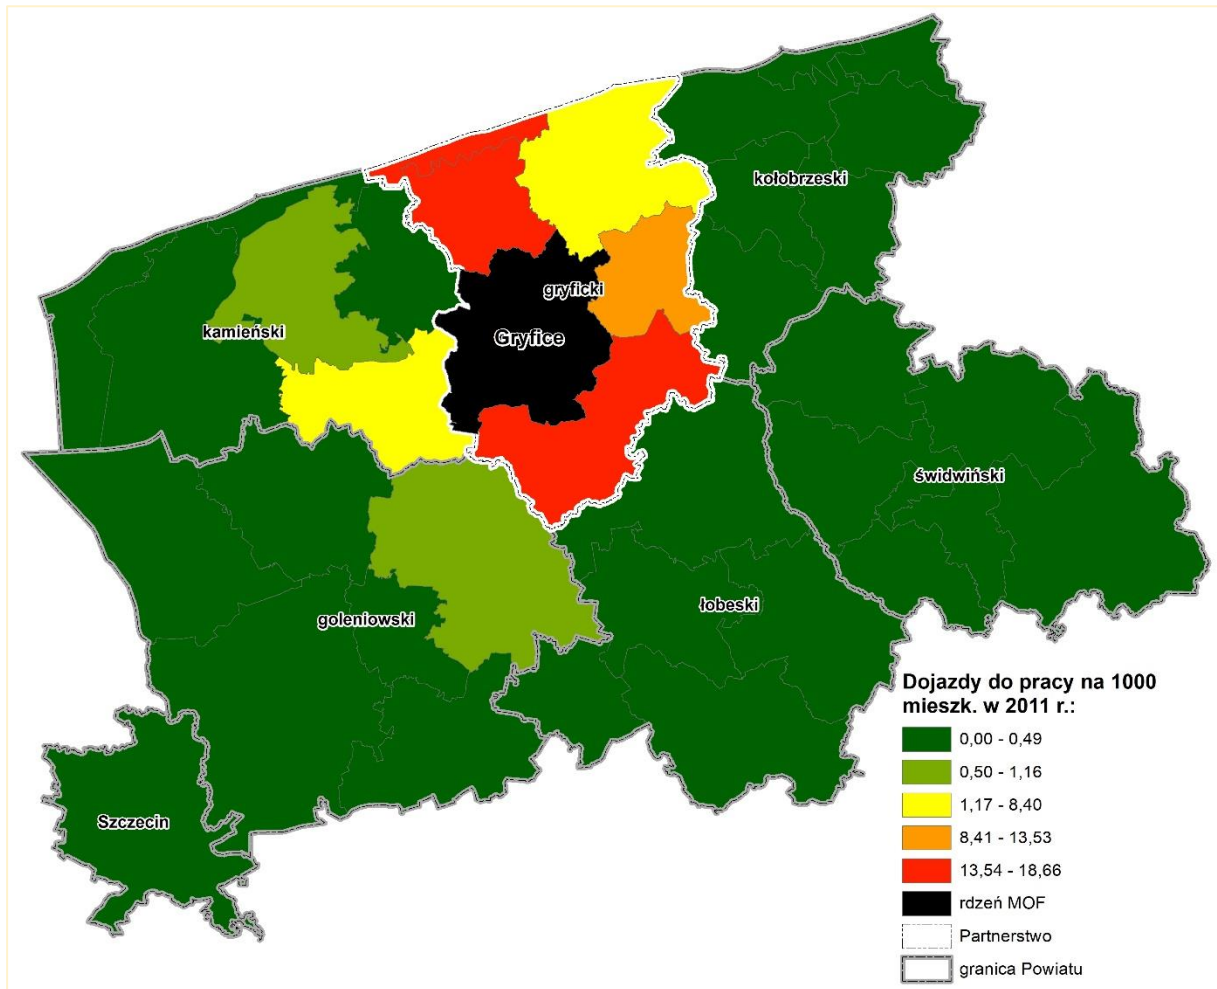 kołobrzeski
gryficki
kamieński
Gryfice
świdwiński
łobeski
goleniowski
Szczecin
Dojazdy do pracy na 1000
mieszk. w 2011 r.:
0,00 - 0,49
0,50 - 1,16
1,17 - 8,40
8,41 - 13,53
13,54 - 18,66
rdzeń MOF
Partnerstwo
granica Powiatu